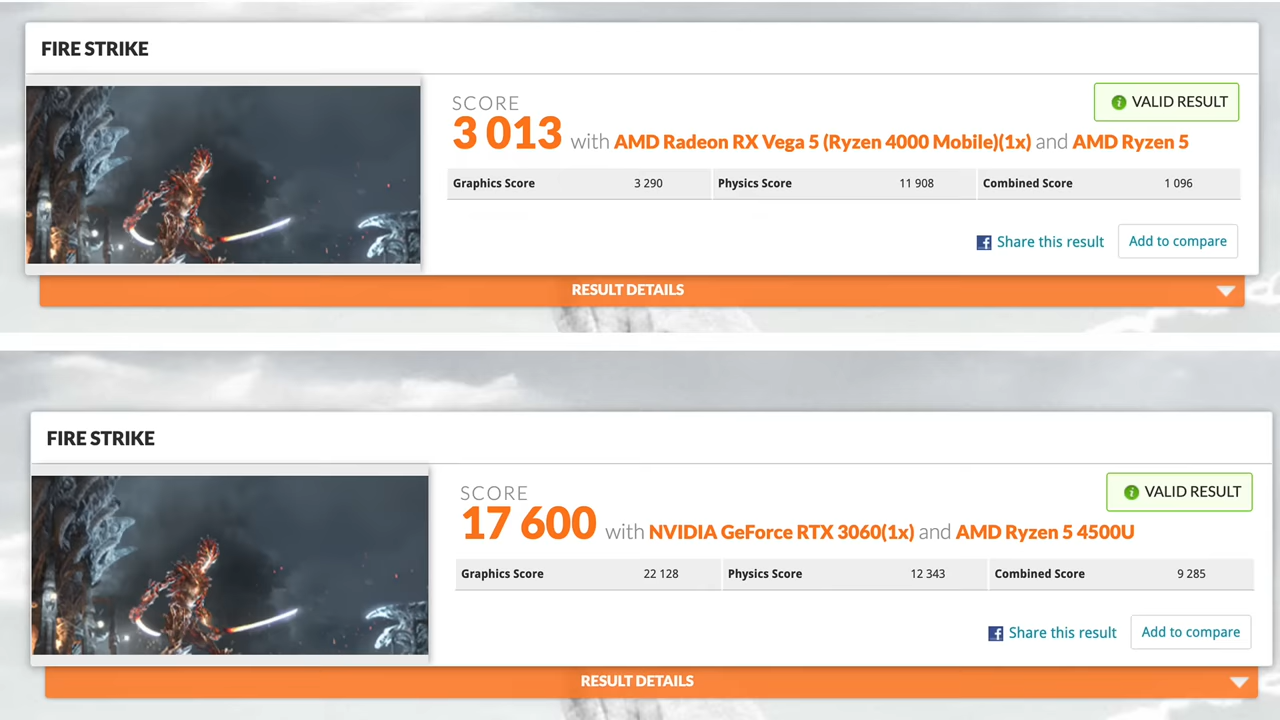 FIRE STRIKE
VALID RESULT
SCORE
3 013 with AMD Radeon RX Vega 5 (Ryzen 4000 Mobile)(1x) and AMD Ryzen 5
Graphics Score 3 290 Physics Score 11 908 Combined Score 1 096
Share this result Add to compare
RESULT DETAILS
FIRE STRIKE
VALID RESULT
SCORE
17 600 with NVIDIA GeForce RTX 3060(1x) and AMD Ryzen 5 4500U
Graphics Score 22 128 Physics Score 12 343 Combined Score 9 285
Share this result Add to compare
RESULT DETAILS